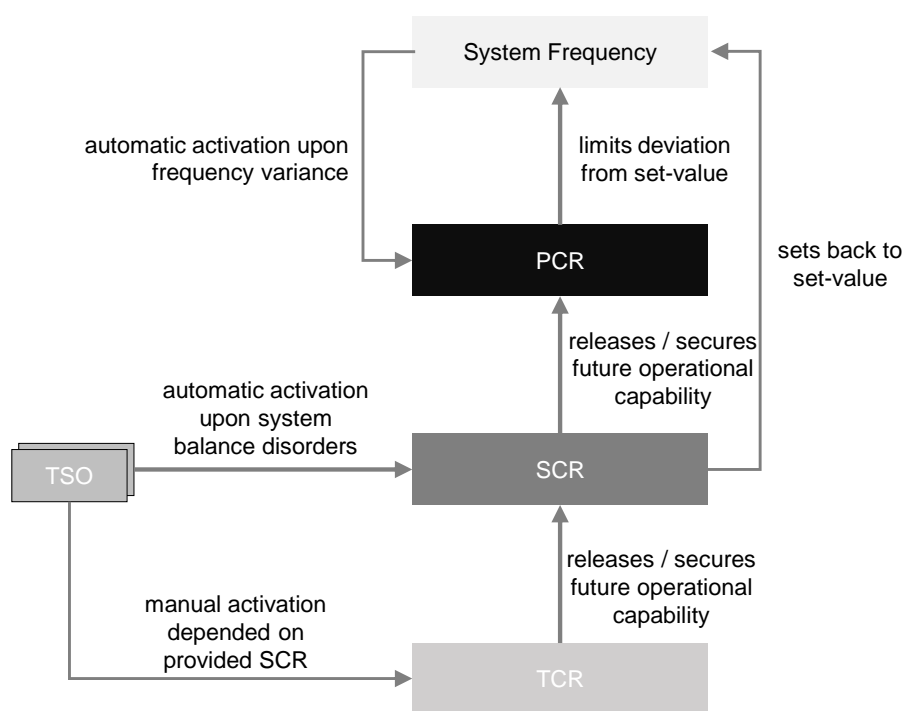 System Frequency
automatic activation upon
frequency variance
limits deviation
from set-value
PCR
sets back to
set-value
releases / secures
future operational
capability
automatic activation
upon system
balance disorders
TSO
SCR
releases / secures
future operational
capability
manual activation
depended on
provided SCR
TCR